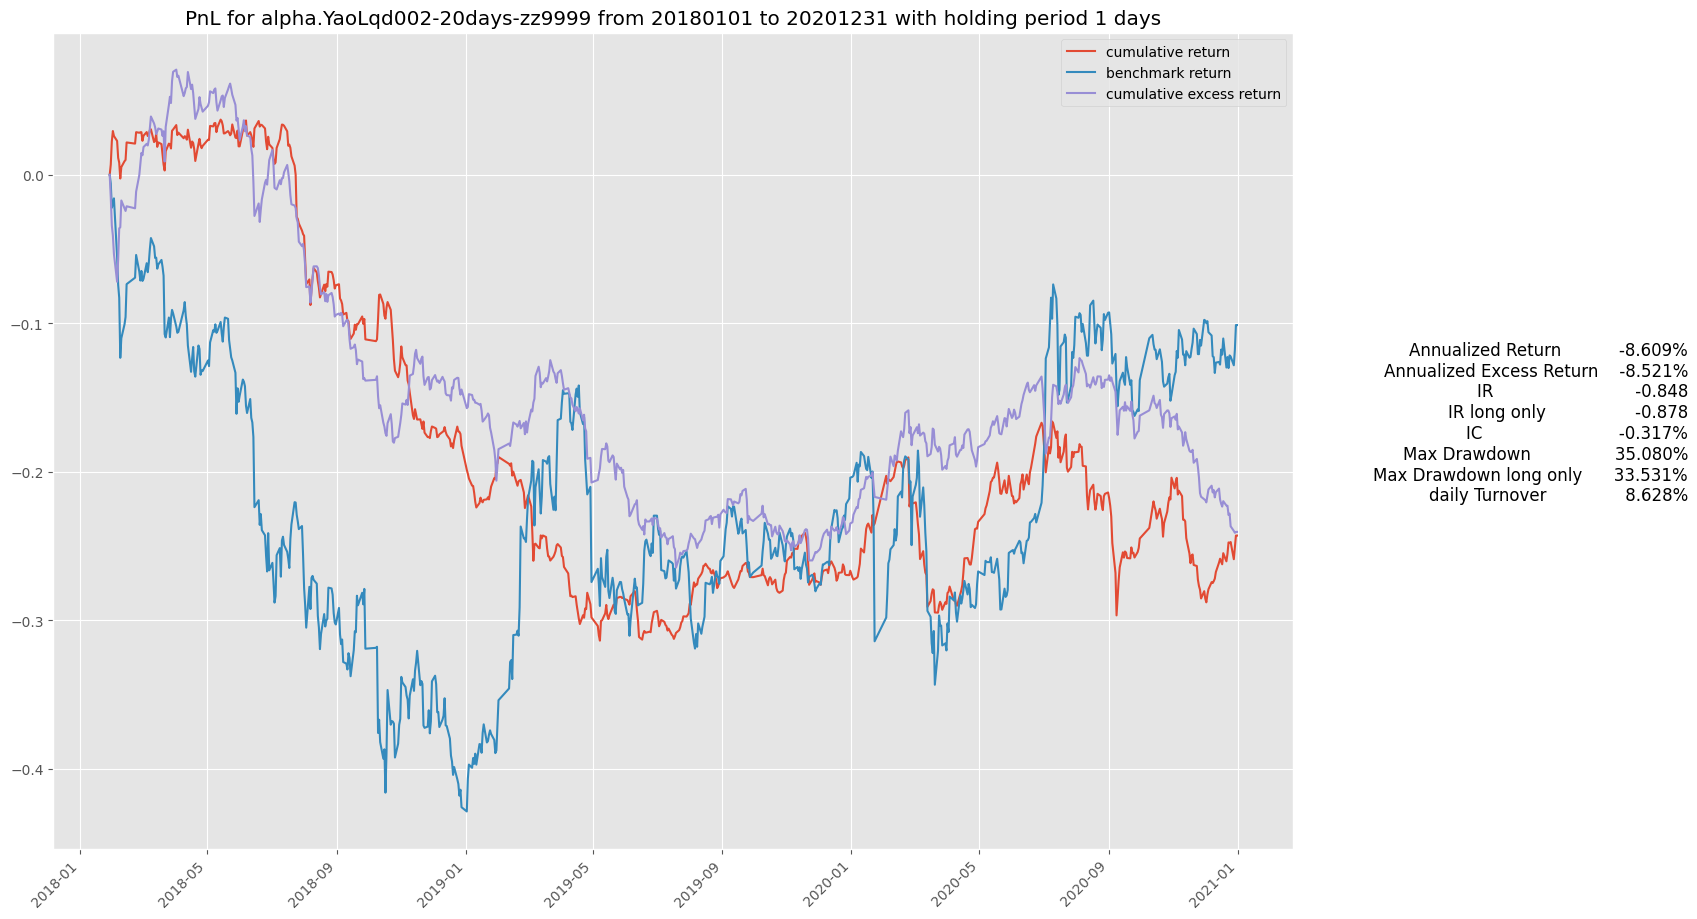 PnL for alpha.YaoLqd002-20days-zz9999 from 20180101 to 20201231 with holding period 1 days
cumulative return
benchmark return
cumulative excess return
0.0
−0.1
−0.2
−0.3
−0.4
2018-01
2018-05
2018-09
2019-01
2019-05
2019-09
2020-01
2020-05
2020-09
2021-01
Annualized Return -8.609%
Annualized Excess Return -8.521%
IR -0.848
IR long only -0.878
IC -0.317%
Max Drawdown 35.080%
Max Drawdown long only 33.531%
daily Turnover 8.628%